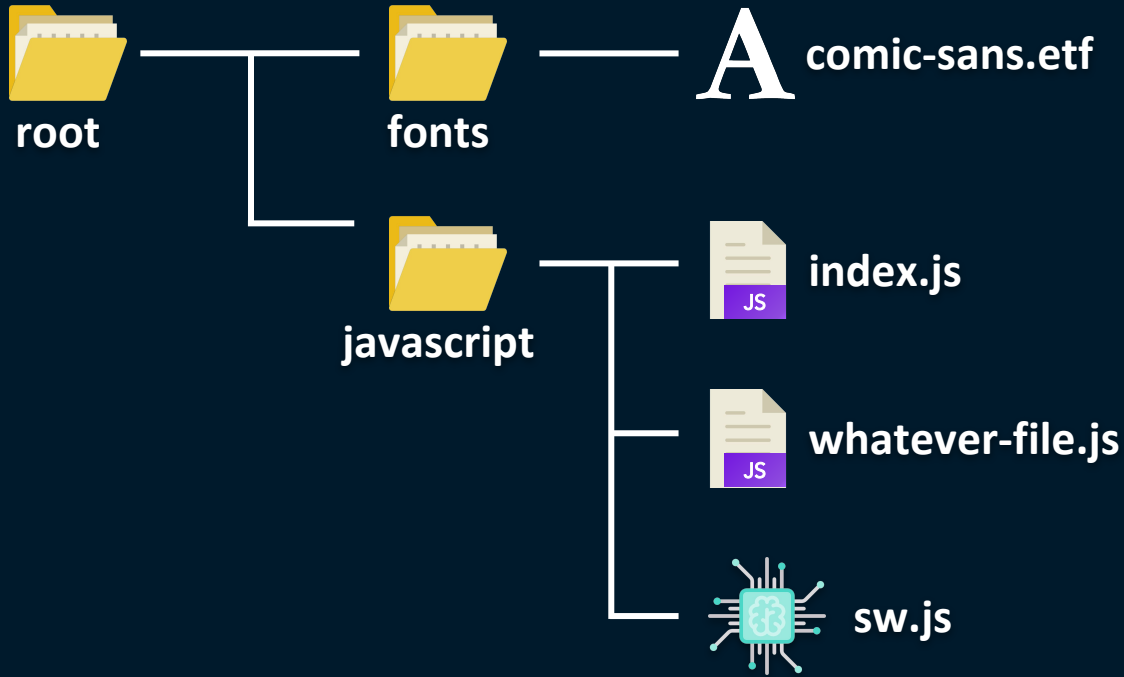 A comic-sans.etf
root
fonts
JS index.js
javascript
JS whatever-file.js
sw.js